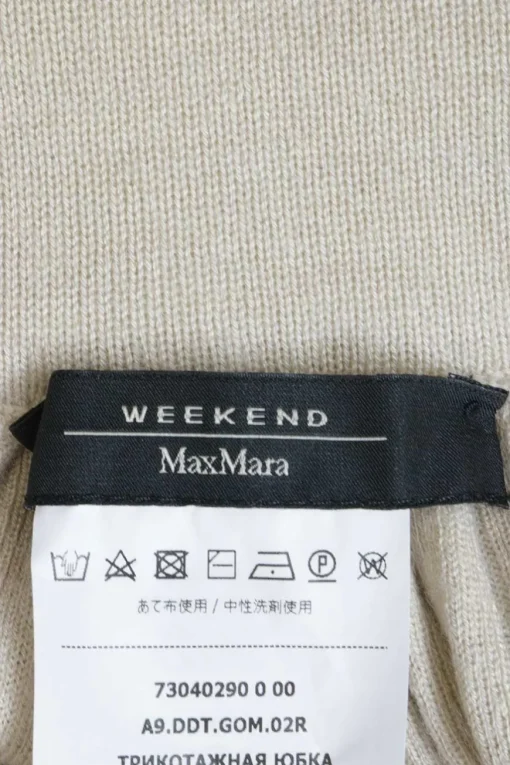 WEEKEND
MaxMara
P W
あて布使用 / 中性洗剤使用
73040290 0 00
A9.DDT.GOM.02R
ТРИКОТАЖНАЯ ЮБКА